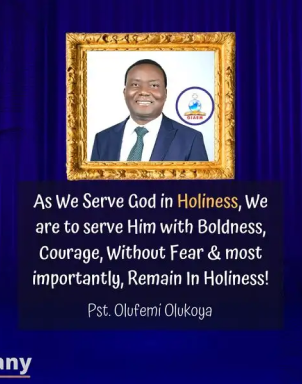 As We Serve God in Holiness, We
are to serve Him with Boldness,
Courage, Without Fear & most
importantly, Remain In Holiness!
Pst. Olufemi Olukoya
any